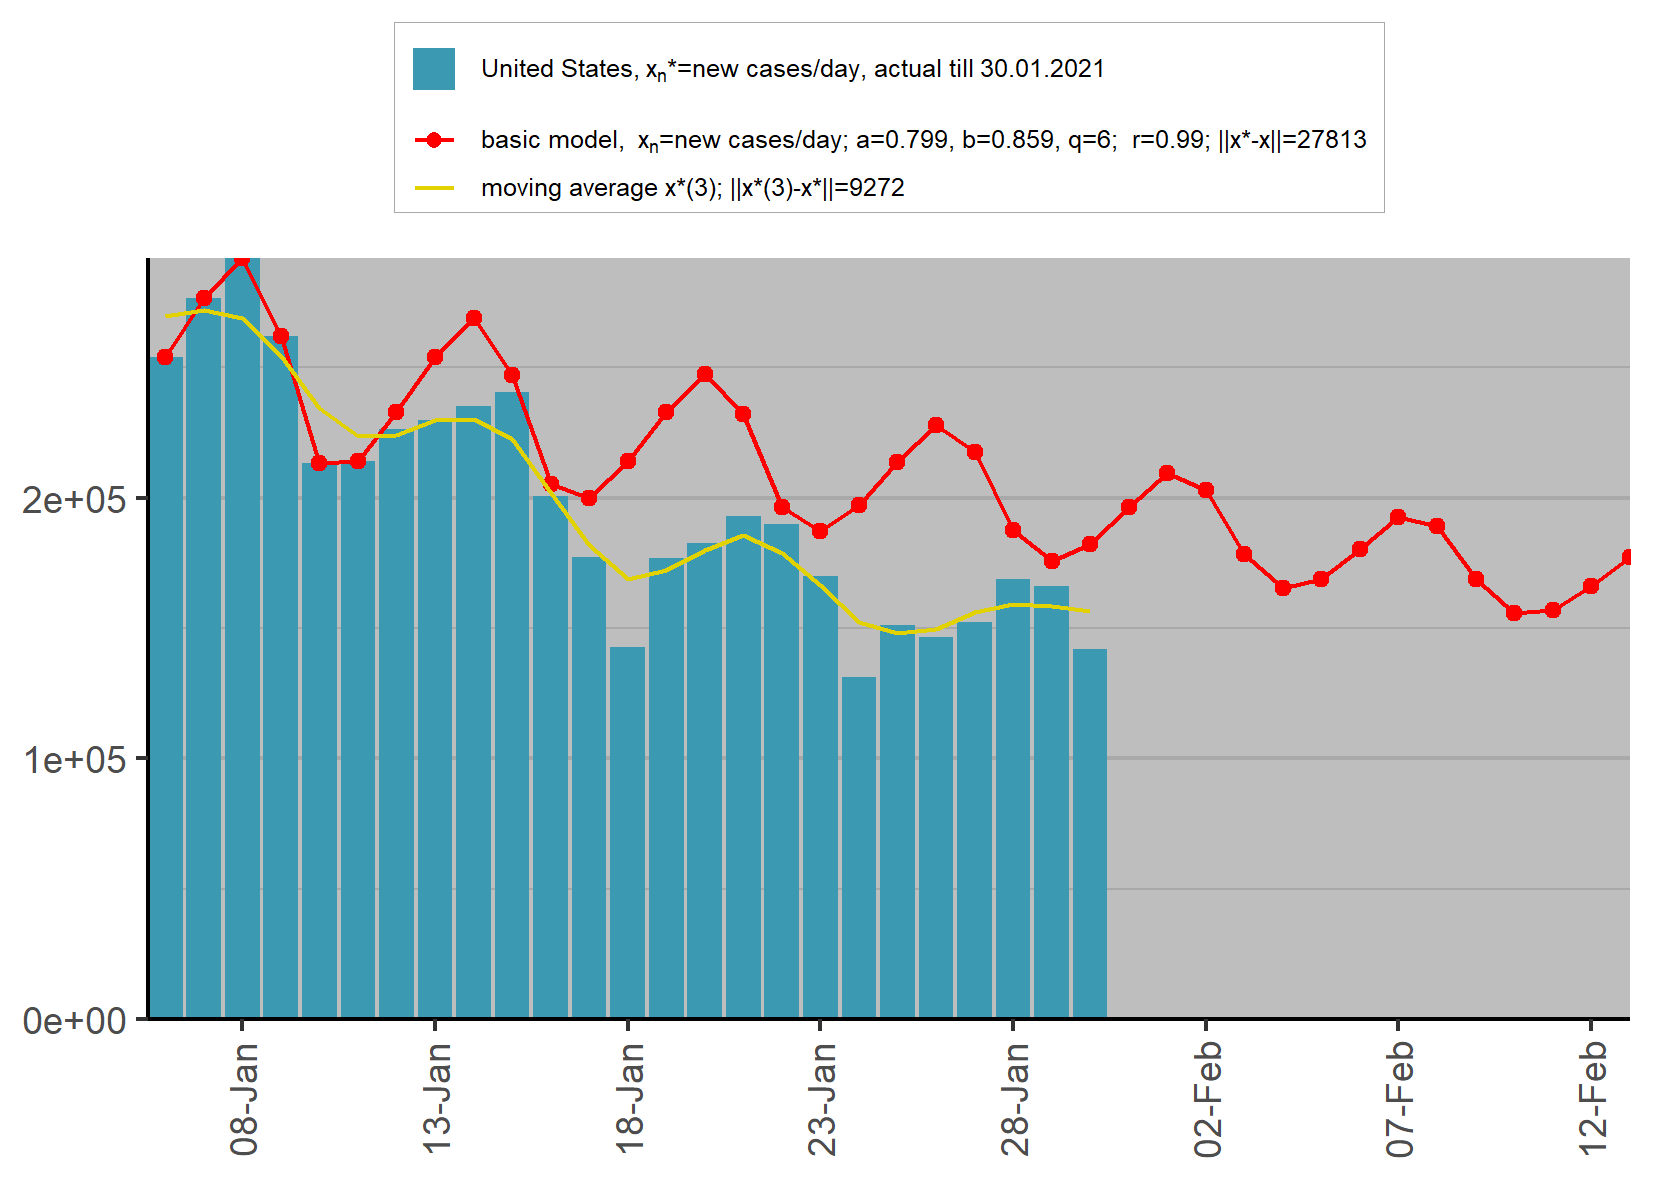 United States, xn*=new cases/day, actual till 30.01.2021
basic model,  xn=new cases/day; a=0.799, b=0.859, q=6;  r=0.99; ||x*-x||=27813
moving average x*(3); ||x*(3)-x*||=9272
2e+05
1e+05
0e+00
08-Jan
13-Jan
18-Jan
23-Jan
28-Jan
02-Feb
07-Feb
12-Feb